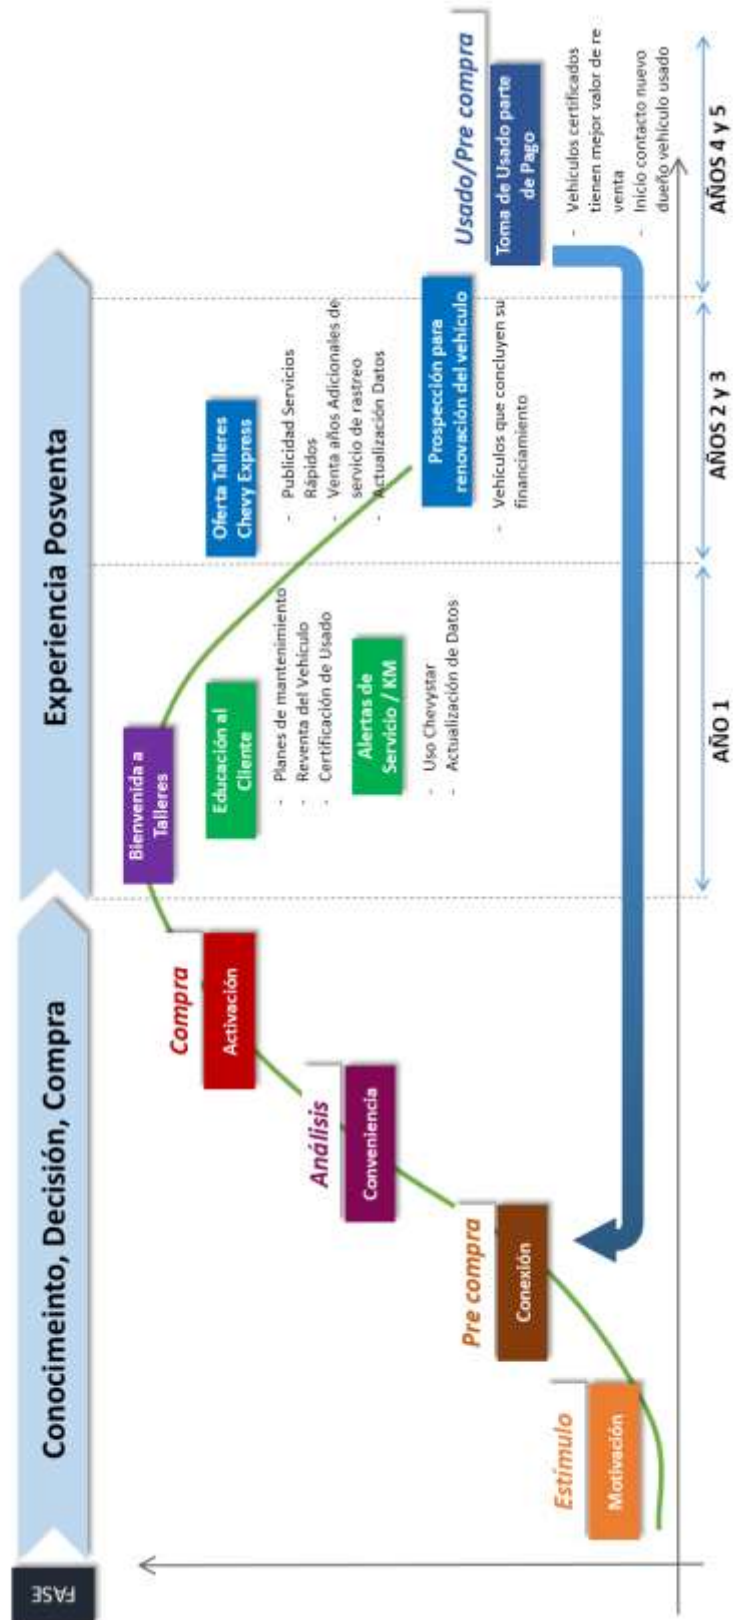 FASE
Conocimeinto, Decisión, Compra
Experiencia Posventa
Estímulo
Motivación
Pre compra
Conexión
Análisis
Conveniencia
Compra
Activación
Bienvenida a
Talleres
Educación al
Cliente
- Planes de mantenimiento
- Reventa del Vehículo
- Certificación de Usado
Alertas de
Servicio / KM
- Uso Chevystar
- Actualización de Datos
Oferta Talleres
Chevy Express
- Publicidad Servicios
Rápidos
- Venta años Adicionales de
servicio de rastreo
- Actualización Datos
Prospección para
renovación del vehículo
- Vehículos que concluyen su
financiamiento
Usado/Pre compra
Toma de Usado parte
de Pago
- Vehículos certificados
tienen mejor valor de re
venta
- Inicio contacto nuevo
dueño vehículo usado
AÑO 1
AÑOS 2 y 3
AÑOS 4 y 5